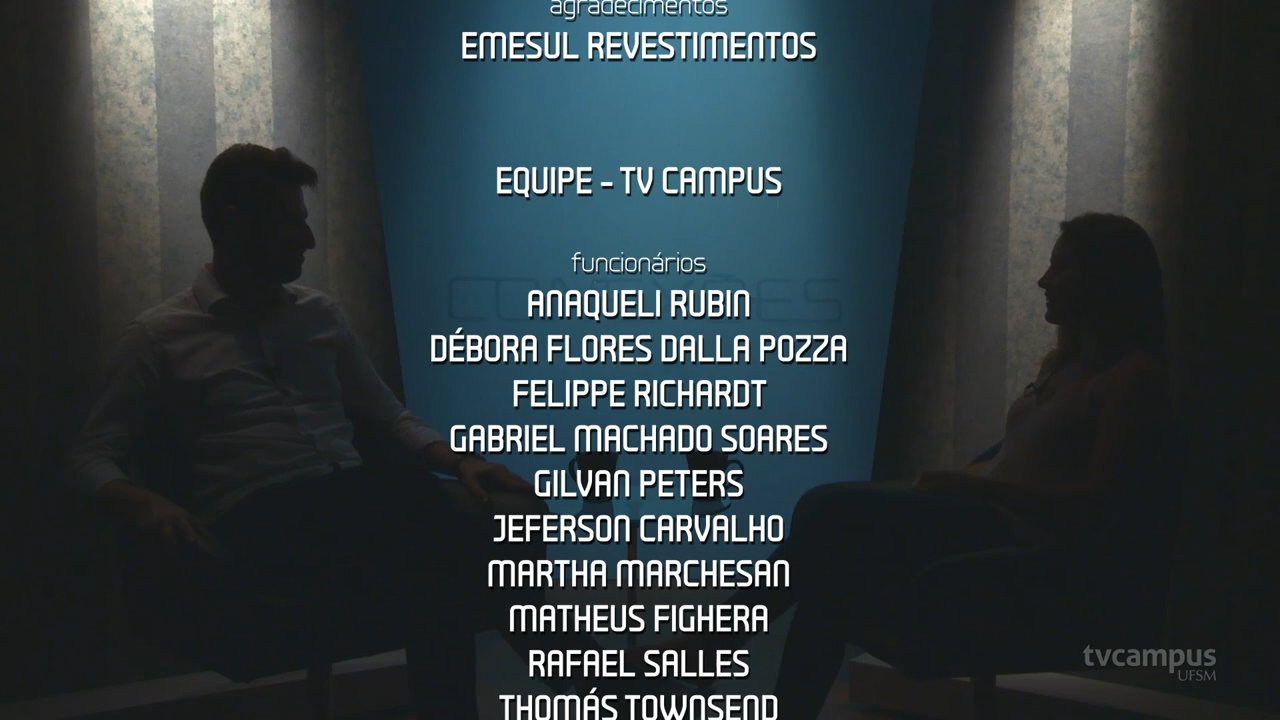 agradecimentos
EMESUL REVESTIMENTOS
EQUIPE - TV CAMPUS
funcionários
ANAQUELI RUBIN
DÉBORA FLORES DALLA POZZA
FELIPPE RICHARDT
GABRIEL MACHADO SOARES
GILVAN PETERS
JEFERSON CARVALHO
MARTHA MARCHESAN
MATHEUS FIGHERA
RAFAEL SALLES
THOMÁS TOWNSEND
tvcampus
UFSM